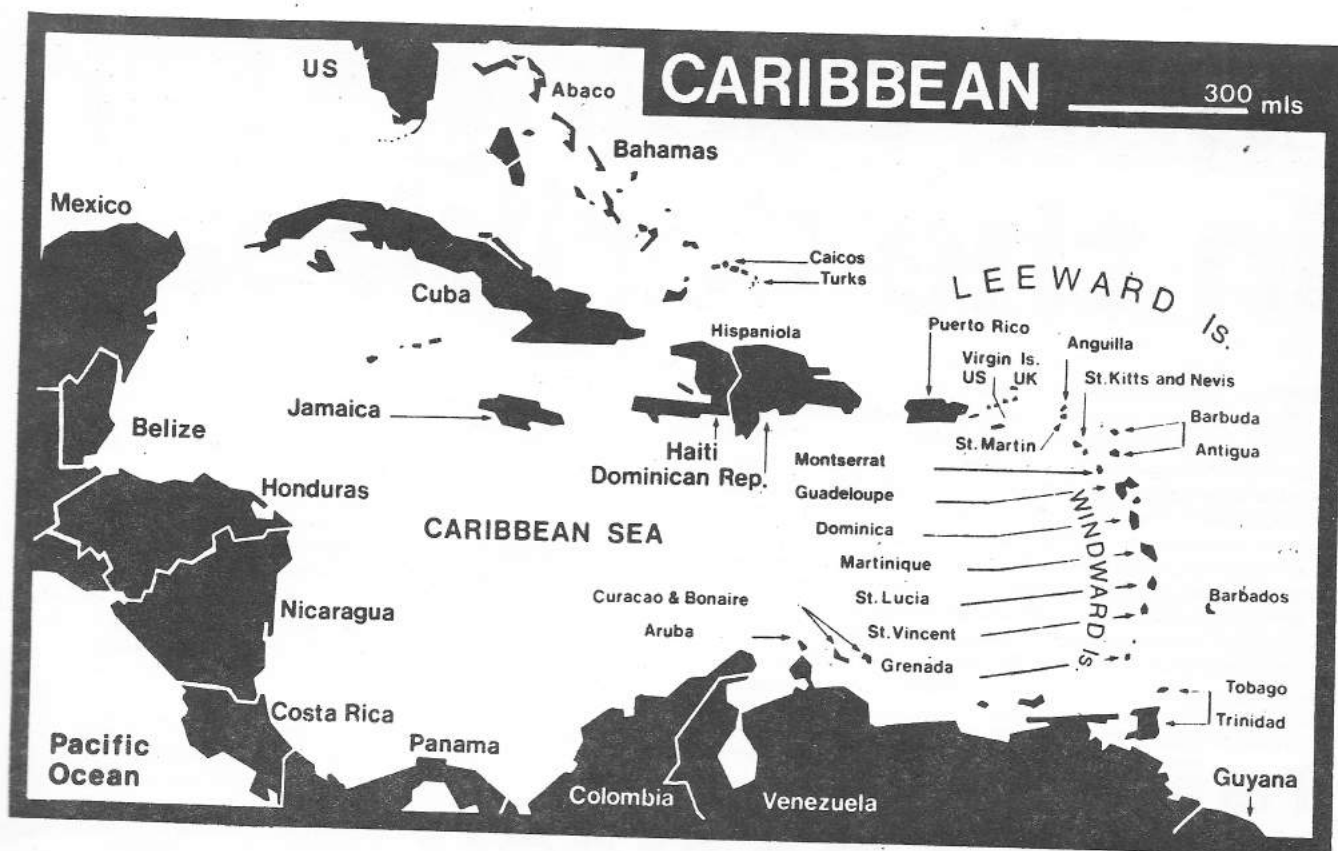 CARIBBEAN
300 mls
US
Abaco
Bahamas
Mexico
Caicos
Turks
Cuba
LEEWARD Is.
Hispaniola
Puerto Rico
Virgin Is.
US UK
Anguilla
St.Kitts and Nevis
Jamaica
Belize
Barbuda
Antigua
St.Martin
Haiti
Dominican Rep.
Montserrat
Guadeloupe
Honduras
CARIBBEAN SEA
Dominica
WINDWARD Is.
Martinique
Nicaragua
Curacao & Bonaire
St.Lucia
Barbados
Aruba
St.Vincent
Grenada
Costa Rica
Tobago
Trinidad
Pacific
Ocean
Panama
Colombia
Venezuela
Guyana